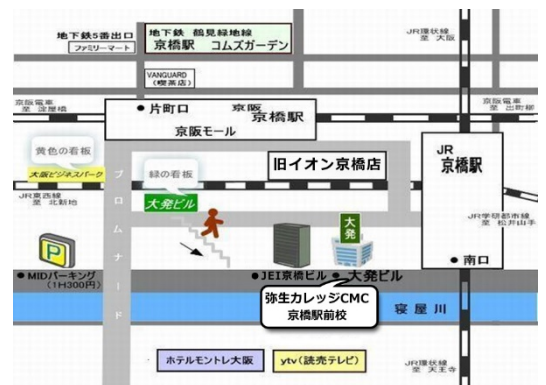 地下鉄5番出口
ファミリーマート
地下鉄 鶴見緑地線
京橋駅 コムズガーデン
JR環状線
至 大阪
VANGUARD
(喫茶店)
京阪電車
至 淀屋橋
●片町口 京阪
京橋駅
京阪モール
京阪電車
至 出町柳
黄色の看板
大阪ビジネスパーク
緑の看板
大発ビル
プロムナード
旧イオン京橋店
JR
京橋駅
●南口
JR東西線
至 北新地
JR学研都市線
至 松井山手
P
●MIDパーキング
(1H300円)
大発
●JEI京橋ビル
●大発ビル
弥生カレッジCMC
京橋駅前校
寝屋川
ホテルモントレ大阪
ytv(読売テレビ)
JR環状線
至 天王寺